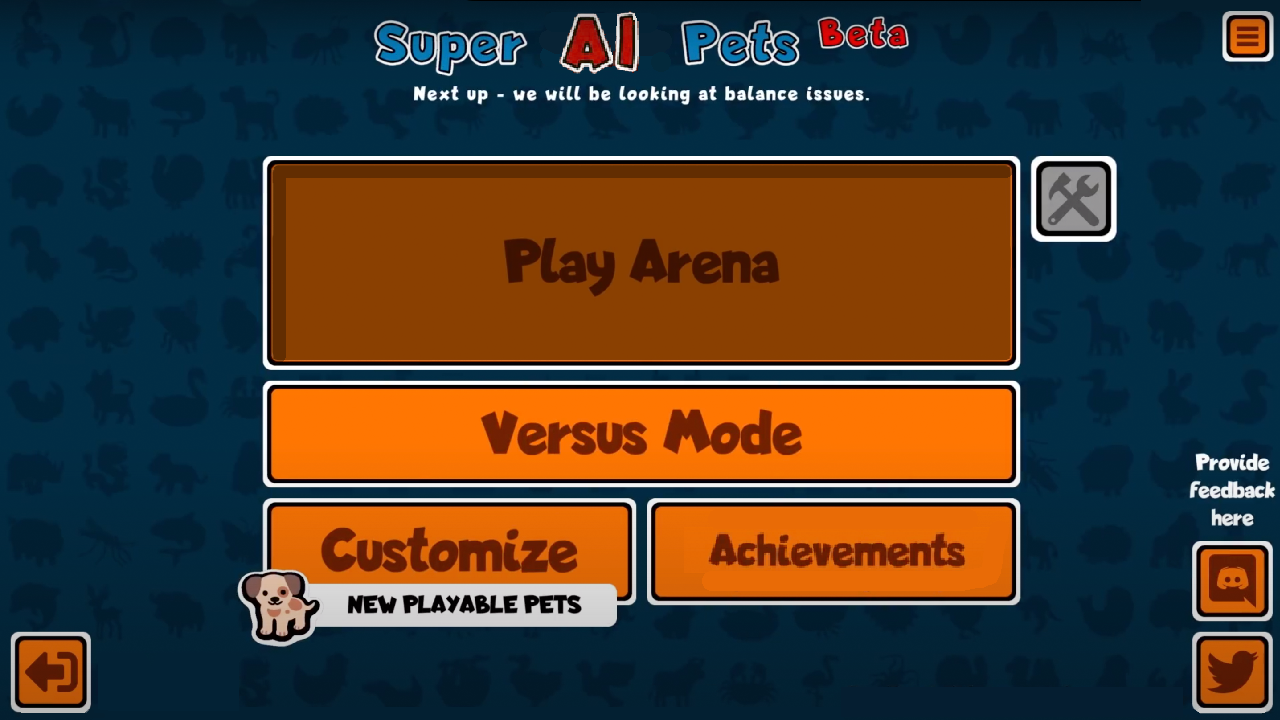 Super AI Pets Beta
Next up - we will be looking at balance issues.
Play Arena
Versus Mode
Customize
Achievements
NEW PLAYABLE PETS
Provide
feedback
here